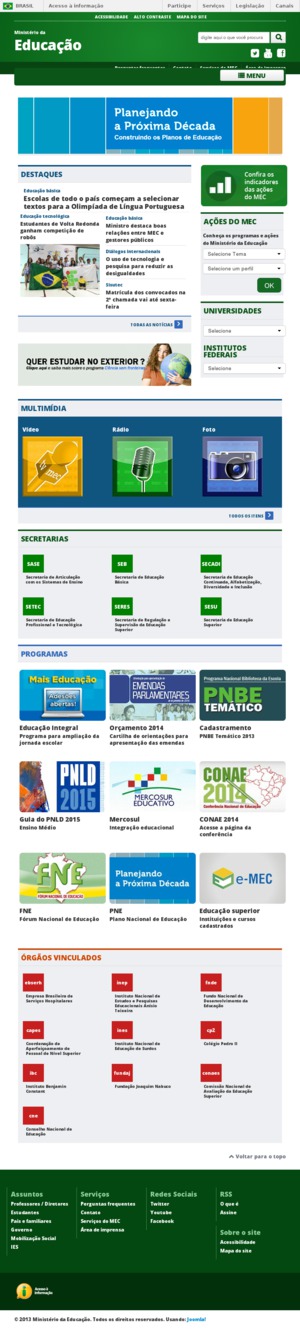 BRASIL Acesso à informação Participe Serviços Legislação Canais
ACESSIBILIDADE ALTO CONTRASTE MAPA DO SITE
Ministério da
Educação
digite aqui o que você procura
Perguntas frequentes Contato Serviços do MEC Área de imprensa
MENU
Planejando
a Próxima Década
Construindo os Planos de Educação
DESTAQUES
Educação básica
Escolas de todo o país começam a selecionar
textos para a Olimpíada de Língua Portuguesa
Educação tecnológica
Estudantes de Volta Redonda
ganham competição de
robôs
Educação básica
Ministro destaca boas
relações entre MEC e
gestores públicos
Diálogos internacionais
O uso de tecnologia e
pesquisa para reduzir as
desigualdades
Sisutec
Matrícula dos convocados na
2ª chamada vai até sexta-
feira
TODAS AS NOTÍCIAS
Confira os
indicadores
das ações
do MEC
AÇÕES DO MEC
Conheça os programas e ações
do Ministério da Educação
Selecione Tema
Selecione um perfil
OK
UNIVERSIDADES
Selecione
INSTITUTOS
FEDERAIS
Selecione
QUER ESTUDAR NO EXTERIOR ?
Clique aqui e saiba mais sobre o programa Ciência sem Fronteiras
MULTIMÍDIA
Vídeo Rádio Foto
TODOS OS ITENS
SECRETARIAS
SASE
Secretaria de Articulação
com os Sistemas de Ensino
SEB
Secretaria de Educação
Básica
SECADI
Secretaria de Educação
Continuada, Alfabetização,
Diversidade e Inclusão
SETEC
Secretaria de Educação
Profissional e Tecnológica
SERES
Secretaria de Regulação e
Supervisão da Educação
Superior
SESU
Secretaria de Educação
Superior
PROGRAMAS
Mais Educação
Adesões
abertas!
Educação Integral
Programa para ampliação da
jornada escolar
EMENDAS
PARLAMENTARES
Orçamento 2014
Cartilha de orientações para
apresentação das emendas
Programa Nacional Biblioteca da Escola
PNBE
TEMÁTICO
Cadastramento
PNBE Temático 2013
PNLD
2015
Guia do PNLD 2015
Ensino Médio
MERCOSUR
EDUCATIVO
Mercosul
Integração educacional
CONAE
2014
Conferência Nacional de Educação
CONAE 2014
Acesse a página da
conferência
FNE
FÓRUM NACIONAL DE EDUCAÇÃO
FNE
Fórum Nacional de Educação
Planejando
a Próxima Década
PNE
Plano Nacional de Educação
e-MEC
Educação superior
Instituições e cursos
cadastrados
ÓRGÃOS VINCULADOS
ebserh
Empresa Brasileira de
Serviços Hospitalares
inep
Instituto Nacional de
Estudos e Pesquisas
Educacionais Anísio
Teixeira
fnde
Fundo Nacional de
Desenvolvimento da
Educação
capes
Coordenação de
Aperfeiçoamento de
Pessoal de Nível Superior
ines
Instituto Nacional de
Educação de Surdos
cp2
Colégio Pedro II
ibc
Instituto Benjamin
Constant
fundaj
Fundação Joaquim Nabuco
conaes
Comissão Nacional de
Avaliação da Educação
Superior
cne
Conselho Nacional de
Educação
Voltar para o topo
Assuntos
Professores / Diretores
Estudantes
Pais e familiares
Governo
Mobilização Social
IES
Serviços
Perguntas frequentes
Contato
Serviços do MEC
Área de imprensa
Redes Sociais
Twitter
Youtube
Facebook
RSS
O que é
Assine
Sobre o site
Acessibilidade
Mapa do site
Acesso à
Informação
© 2013 Ministério da Educação. Todos os direitos reservados. Usando: Joomla!